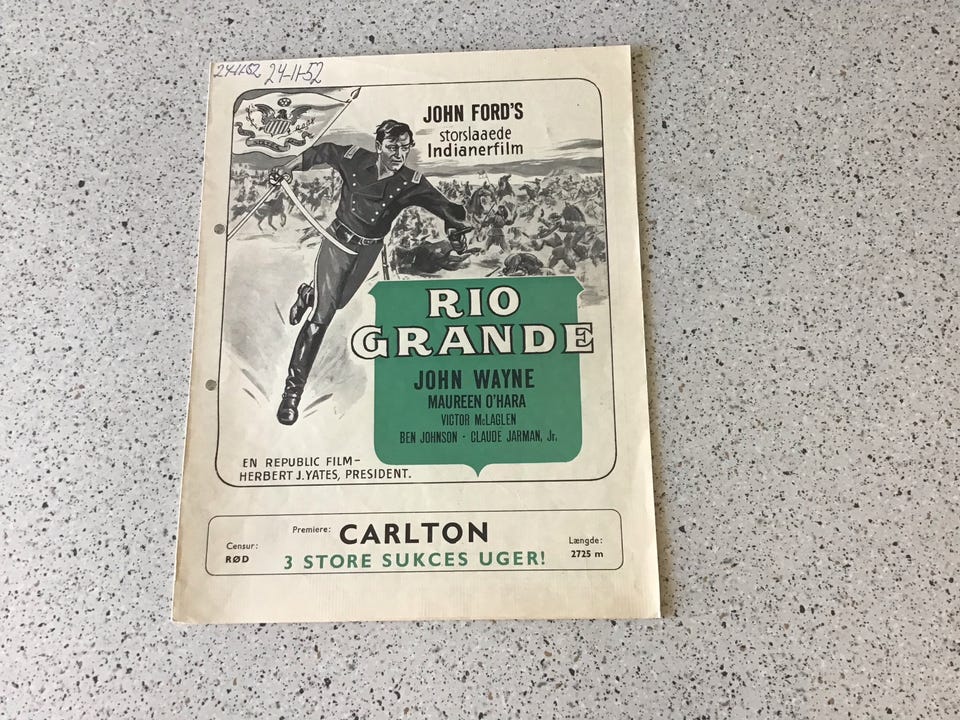 24-11-52 24-11-52
JOHN FORD'S
storslaaede
Indianerfilm
RIO
GRANDE
JOHN WAYNE
MAUREEN O'HARA
VICTOR McLAGLEN
BEN JOHNSON · CLAUDE JARMAN, Jr.
EN REPUBLIC FILM–
HERBERT J. YATES, PRESIDENT.
Premiere: CARLTON
Censur:
RØD
3 STORE SUKCES UGER!
Længde:
2725 m